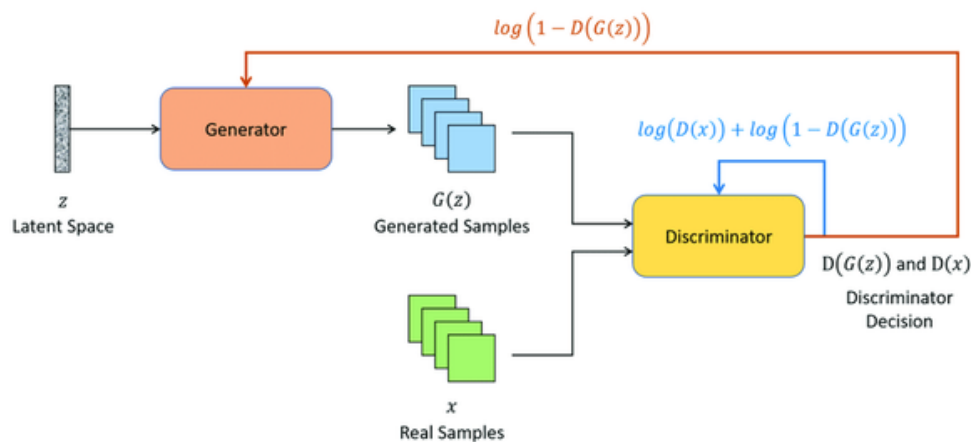 log(1 − D(G(z)))
Generator
log(D(x)) + log(1 − D(G(z)))
z
Latent Space
G(z)
Generated Samples
Discriminator
D(G(z)) and D(x)
Discriminator
Decision
x
Real Samples